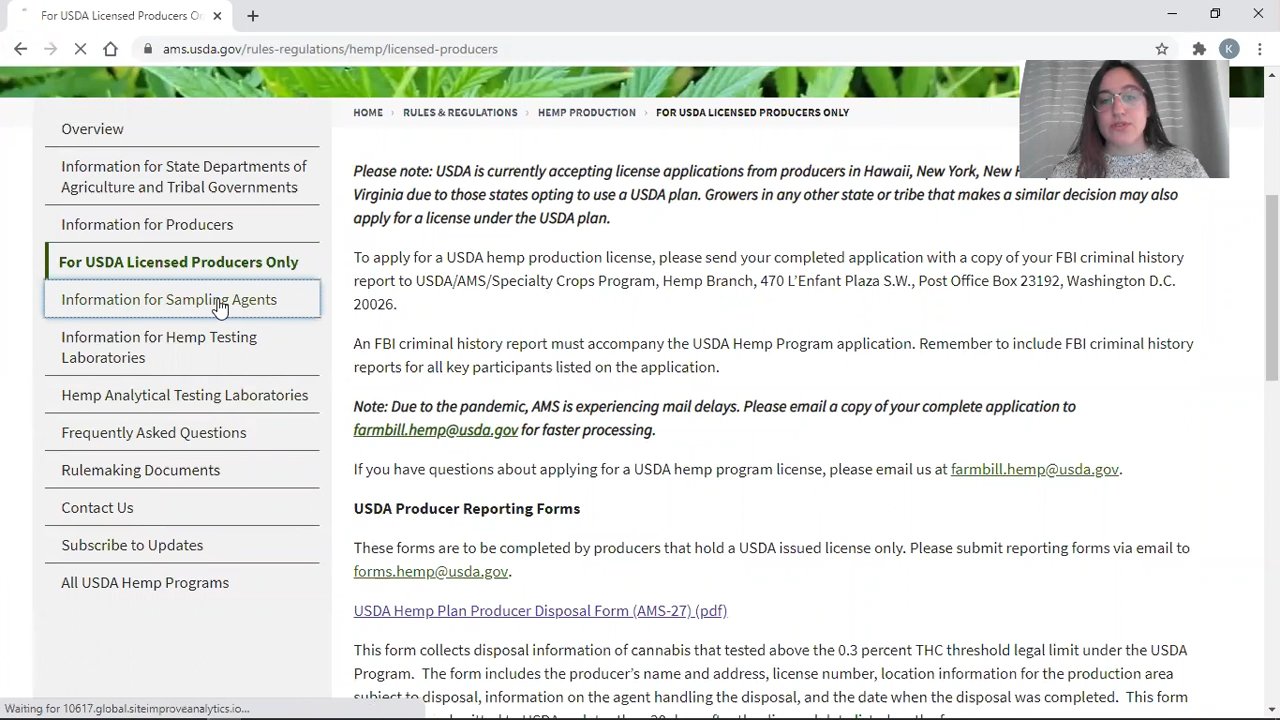 For USDA Licensed Producers O
ams.usda.gov/rules-regulations/hemp/licensed-producers
K
HOME › RULES & REGULATIONS › HEMP PRODUCTION › FOR USDA LICENSED PRODUCERS ONLY
Overview
Information for State Departments of
Agriculture and Tribal Governments
Information for Producers
For USDA Licensed Producers Only
Information for Sampling Agents
Information for Hemp Testing
Laboratories
Hemp Analytical Testing Laboratories
Frequently Asked Questions
Rulemaking Documents
Contact Us
Subscribe to Updates
All USDA Hemp Programs
Please note: USDA is currently accepting license applications from producers in Hawaii, New York, New
Virginia due to those states opting to use a USDA plan. Growers in any other state or tribe that makes a similar decision may also
apply for a license under the USDA plan.
To apply for a USDA hemp production license, please send your completed application with a copy of your FBI criminal history
report to USDA/AMS/Specialty Crops Program, Hemp Branch, 470 L’Enfant Plaza S.W., Post Office Box 23192, Washington D.C.
20026.
An FBI criminal history report must accompany the USDA Hemp Program application. Remember to include FBI criminal history
reports for all key participants listed on the application.
Note: Due to the pandemic, AMS is experiencing mail delays. Please email a copy of your complete application to
farmbill.hemp@usda.gov for faster processing.
If you have questions about applying for a USDA hemp program license, please email us at farmbill.hemp@usda.gov.
USDA Producer Reporting Forms
These forms are to be completed by producers that hold a USDA issued license only. Please submit reporting forms via email to
forms.hemp@usda.gov.
USDA Hemp Plan Producer Disposal Form (AMS-27) (pdf)
This form collects disposal information of cannabis that tested above the 0.3 percent THC threshold legal limit under the USDA
Program. The form includes the producer’s name and address, license number, location information for the production area
subject to disposal, information on the agent handling the disposal, and the date when the disposal was completed. This form
Waiting for 10617.global.siteimproveanalytics.io...